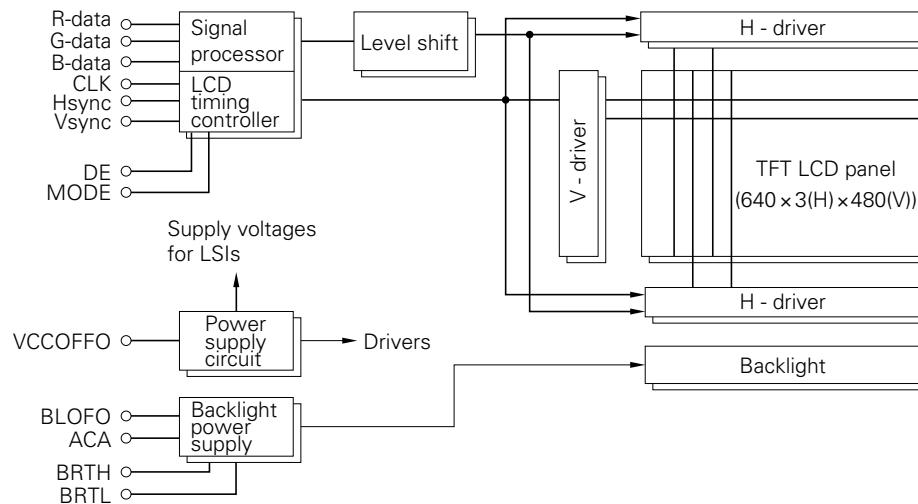 R-data
G-data
B-data
CLK
Hsync
Vsync
DE
MODE
Signal
processor
LCD
timing
controller
Level shift
H - driver
V - driver
TFT LCD panel
(640 × 3(H) × 480(V))
H - driver
Supply voltages
for LSIs
VCCOFFO
Power
supply
circuit
Drivers
Backlight
BLOFO
ACA
BRTH
BRTL
Backlight
power
supply